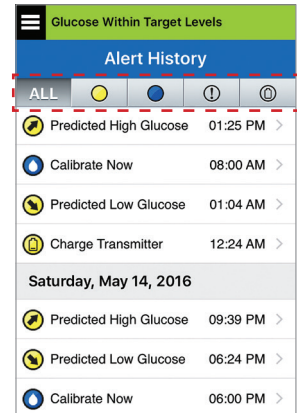 Glucose Within Target Levels
Alert History
ALL
Predicted High Glucose 01:25 PM
Calibrate Now 08:00 AM
Predicted Low Glucose 01:04 AM
Charge Transmitter 12:24 AM
Saturday, May 14, 2016
Predicted High Glucose 09:39 PM
Predicted Low Glucose 06:24 PM
Calibrate Now 06:00 PM